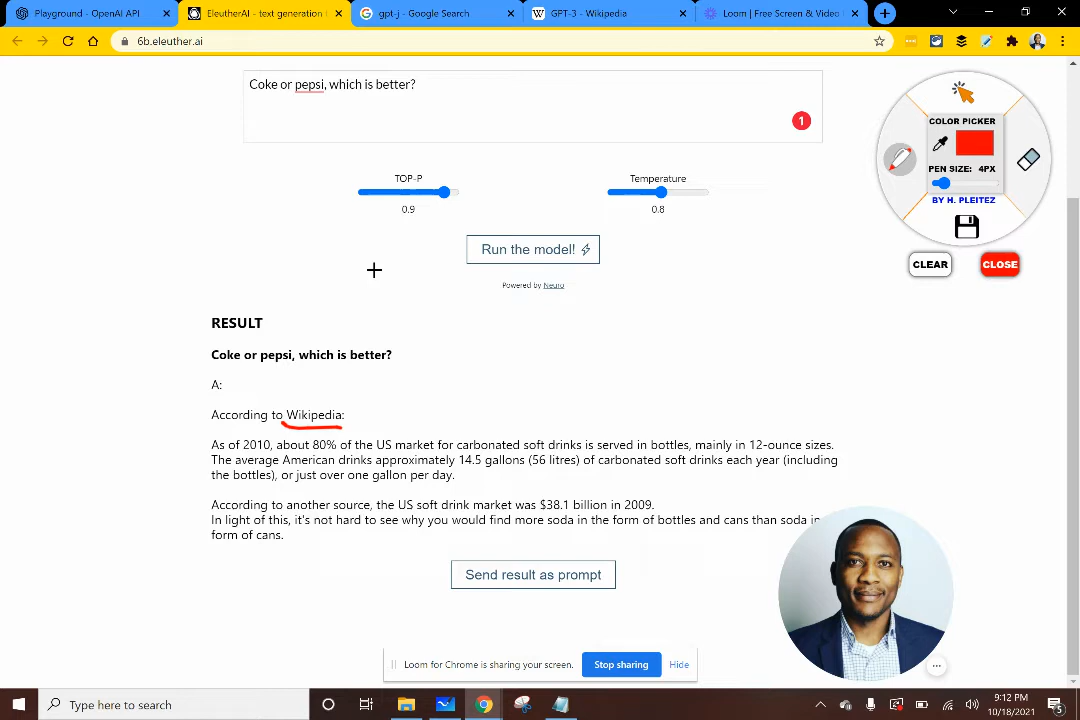 Playground - OpenAI API
EleutherAI - text generation t
gpt-j - Google Search
W GPT-3 - Wikipedia
Loom | Free Screen & Video
6b.eleuther.ai
Coke or pepsi, which is better?
1
COLOR PICKER
PEN SIZE: 4PX
BY H. PLEITEZ
CLEAR CLOSE
TOP-P Temperature
0.9 0.8
Run the model!
Powered by Neuro
RESULT
Coke or pepsi, which is better?
A:
According to Wikipedia:
As of 2010, about 80% of the US market for carbonated soft drinks is served in bottles, mainly in 12-ounce sizes.
The average American drinks approximately 14.5 gallons (56 litres) of carbonated soft drinks each year (including
the bottles), or just over one gallon per day.
According to another source, the US soft drink market was $38.1 billion in 2009.
In light of this, it's not hard to see why you would find more soda in the form of bottles and cans than soda in
form of cans.
Send result as prompt
Loom for Chrome is sharing your screen. Stop sharing Hide
Type here to search
9:12 PM
10/18/2021
5